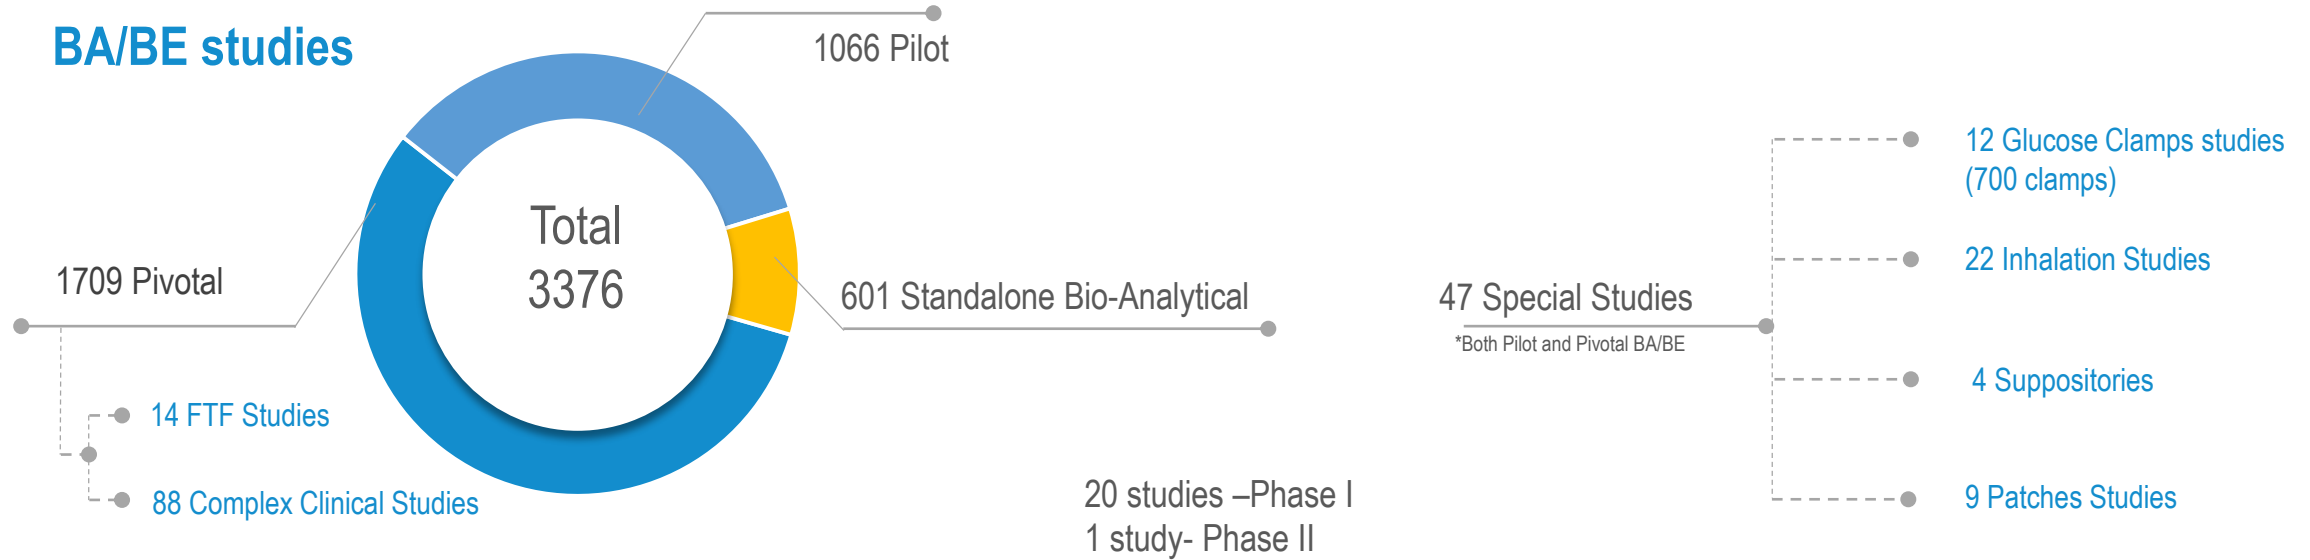 BA/BE studies
1066 Pilot
Total
3376
1709 Pivotal
14 FTF Studies
88 Complex Clinical Studies
601 Standalone Bio-Analytical
20 studies –Phase I
1 study- Phase II
47 Special Studies
*Both Pilot and Pivotal BA/BE
12 Glucose Clamps studies
(700 clamps)
22 Inhalation Studies
4 Suppositories
9 Patches Studies